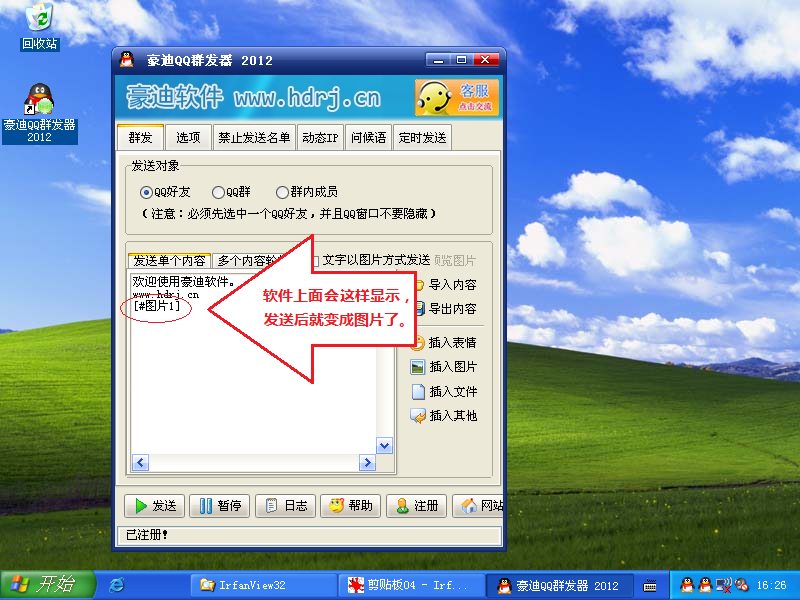 回收站
豪迪QQ群发器
2012
豪迪QQ群发器 2012
豪迪软件 www.hdrj.cn
客服
点击交流
群发 选项 禁止发送名单 动态IP 问候语 定时发送
发送对象
QQ好友 QQ群 群内成员
(注意:必须先选中一个QQ好友,并且QQ窗口不要隐藏)
发送单个内容 多个内容 文字以图片方式发送 预览图片
欢迎使用豪迪软件。
www.hdrj.cn
[#图片1]
软件上面会这样显示,
发送后就变成图片了。
导入内容
导出内容
插入表情
插入图片
插入文件
插入其他
发送 暂停 日志 帮助 注册 网站
已注册!
开始 IrfanView32 剪贴板04 - Irf... 豪迪QQ群发器 2012 16:26